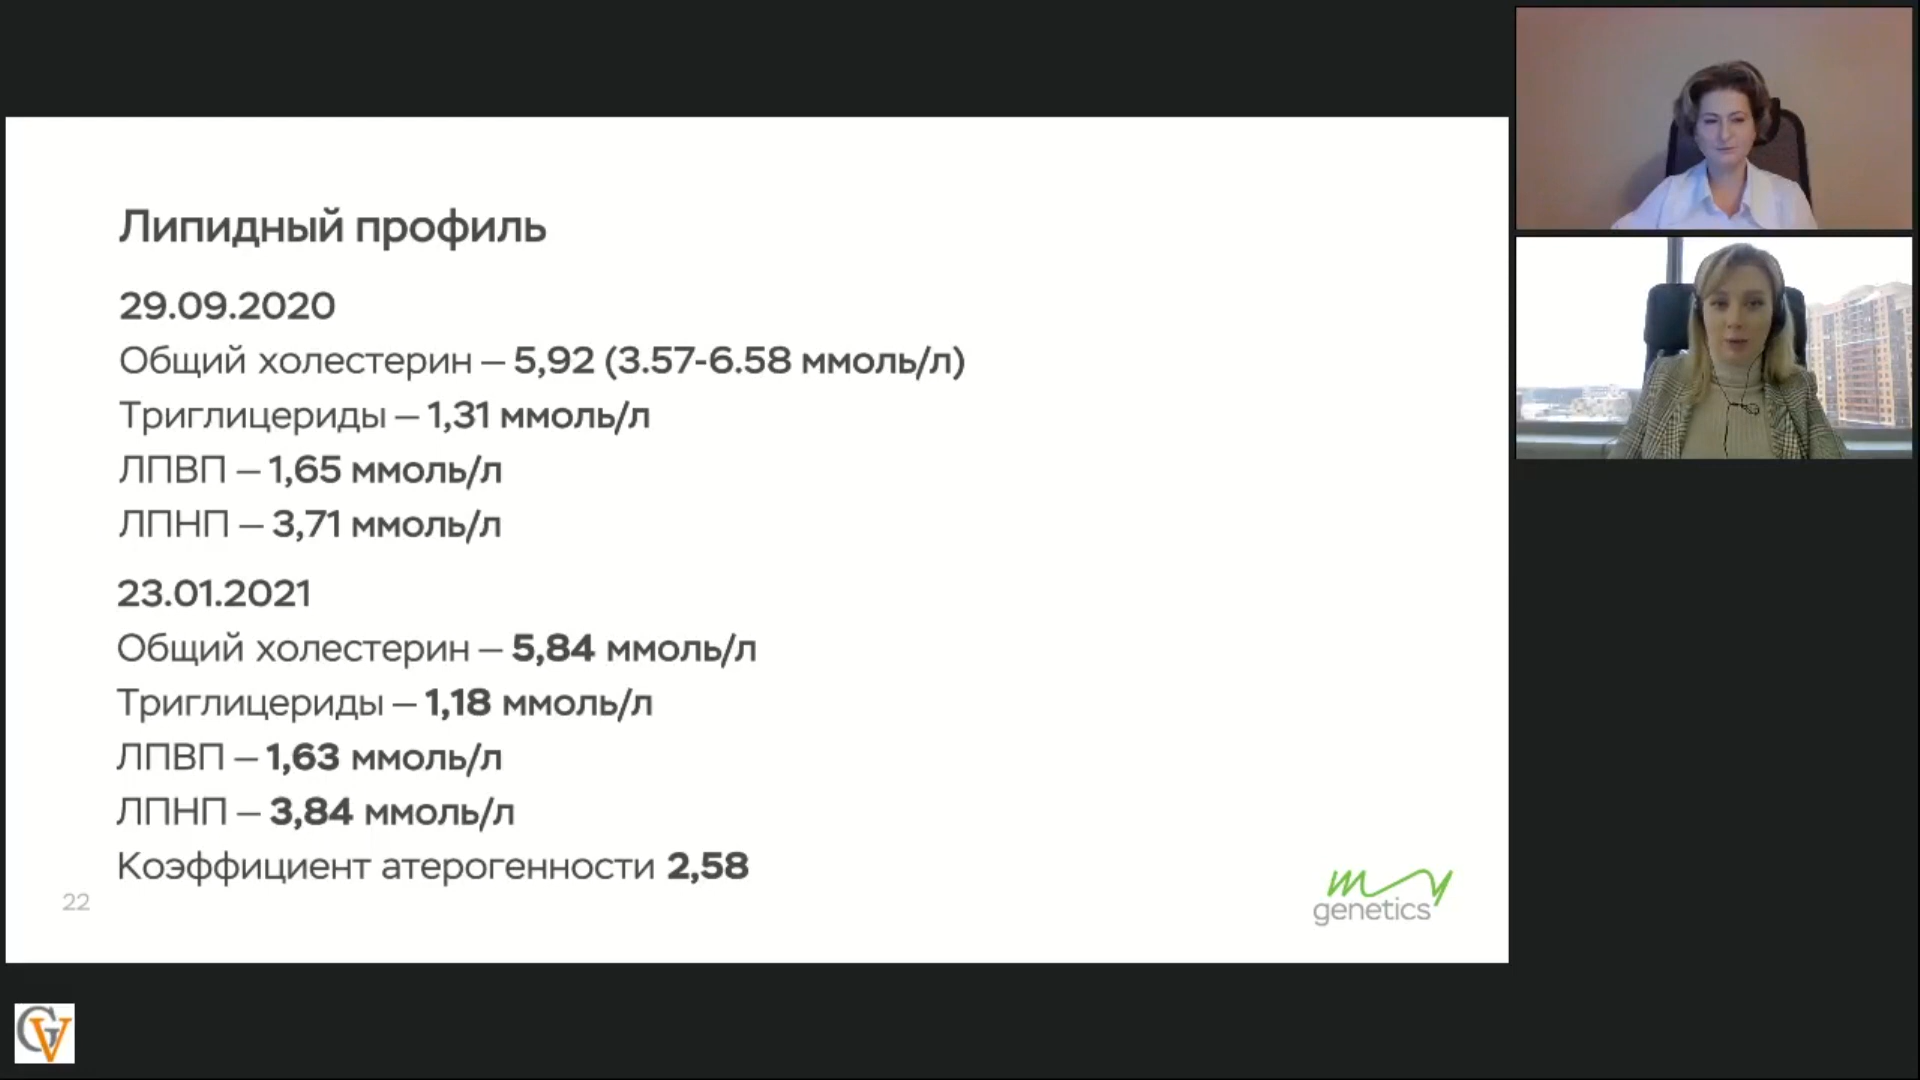 Липидный профиль
29.09.2020
Общий холестерин – 5,92 (3.57-6.58 ммоль/л)
Триглицериды – 1,31 ммоль/л
ЛПВП – 1,65 ммоль/л
ЛПНП – 3,71 ммоль/л
23.01.2021
Общий холестерин – 5,84 ммоль/л
Триглицериды – 1,18 ммоль/л
ЛПВП – 1,63 ммоль/л
ЛПНП – 3,84 ммоль/л
Коэффициент атерогенности 2,58
22
my
genetics
GV